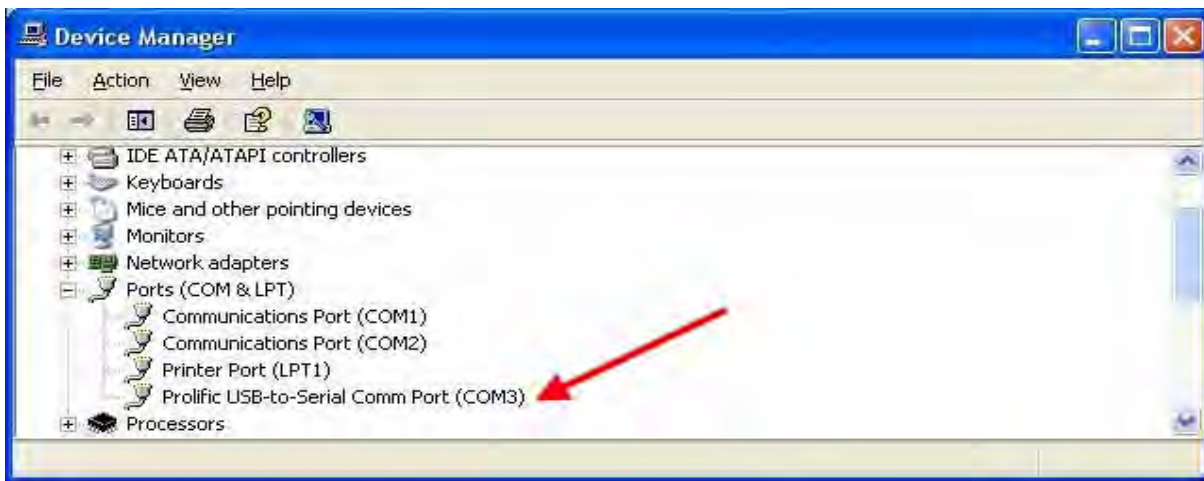 Device Manager
File Action View Help
IDE ATA/ATAPI controllers
Keyboards
Mice and other pointing devices
Monitors
Network adapters
Ports (COM & LPT)
Communications Port (COM1)
Communications Port (COM2)
Printer Port (LPT1)
Prolific USB-to-Serial Comm Port (COM3)
Processors